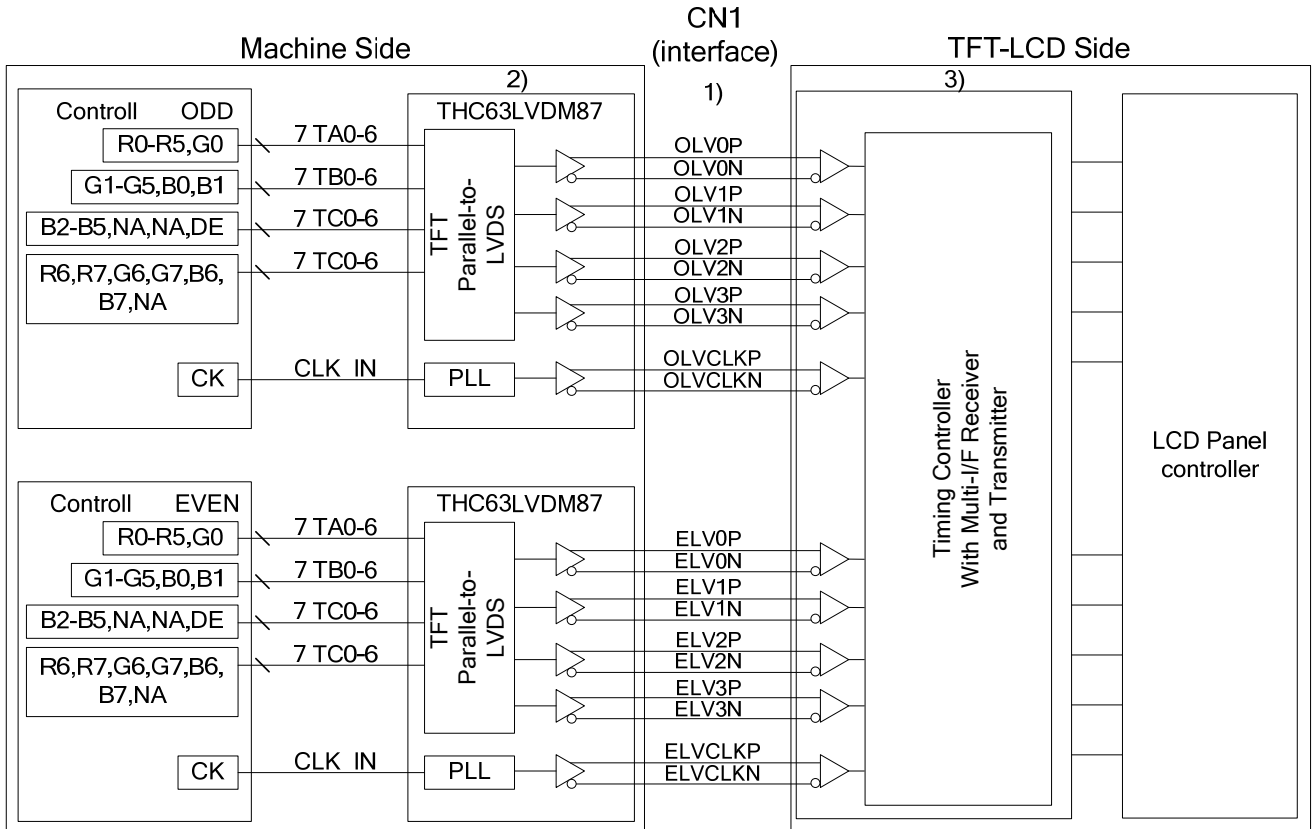 CN1
(interface)
1)
Machine Side
TFT-LCD Side
2)
3)
Controll ODD
R0-R5,G0
G1-G5,B0,B1
B2-B5,NA,NA,DE
R6,R7,G6,G7,B6,
B7,NA
CK
7 TA0-6
7 TB0-6
7 TC0-6
7 TC0-6
CLK IN
THC63LVDM87
TFT
Parallel-to-
LVDS
PLL
OLV0P
OLV0N
OLV1P
OLV1N
OLV2P
OLV2N
OLV3P
OLV3N
OLVCLKP
OLVCLKN
Controll EVEN
R0-R5,G0
G1-G5,B0,B1
B2-B5,NA,NA,DE
R6,R7,G6,G7,B6,
B7,NA
CK
7 TA0-6
7 TB0-6
7 TC0-6
7 TC0-6
CLK IN
THC63LVDM87
TFT
Parallel-to-
LVDS
PLL
ELV0P
ELV0N
ELV1P
ELV1N
ELV2P
ELV2N
ELV3P
ELV3N
ELVCLKP
ELVCLKN
Timing Controller
With Multi-I/F Receiver
and Transmitter
LCD Panel
controller